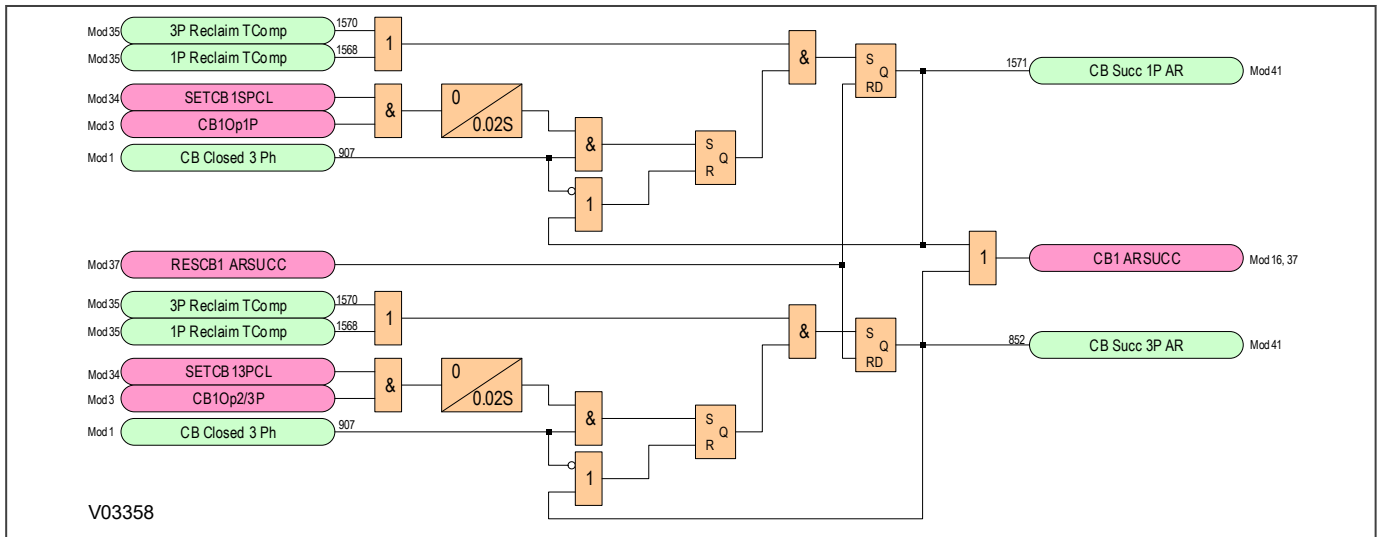 Mod 35 3P Reclaim TComp 1570
Mod 35 1P Reclaim TComp 1568
1
&
S Q RD
1571 CB Succ 1P AR Mod 41
Mod 34 SETCB1SPCL
Mod 3 CB1Op1P
&
0
0.02S
Mod 1 CB Closed 3 Ph 907
&
S Q R
1
Mod 37 RESCB1 ARSUCC
1
CB1 ARSUCC Mod 16, 37
Mod 35 3P Reclaim TComp 1570
Mod 35 1P Reclaim TComp 1568
1
&
S Q RD
852 CB Succ 3P AR Mod 41
Mod 34 SETCB13PCL
Mod 3 CB1Op2/3P
&
0
0.02S
Mod 1 CB Closed 3 Ph 907
&
S Q R
1
V03358